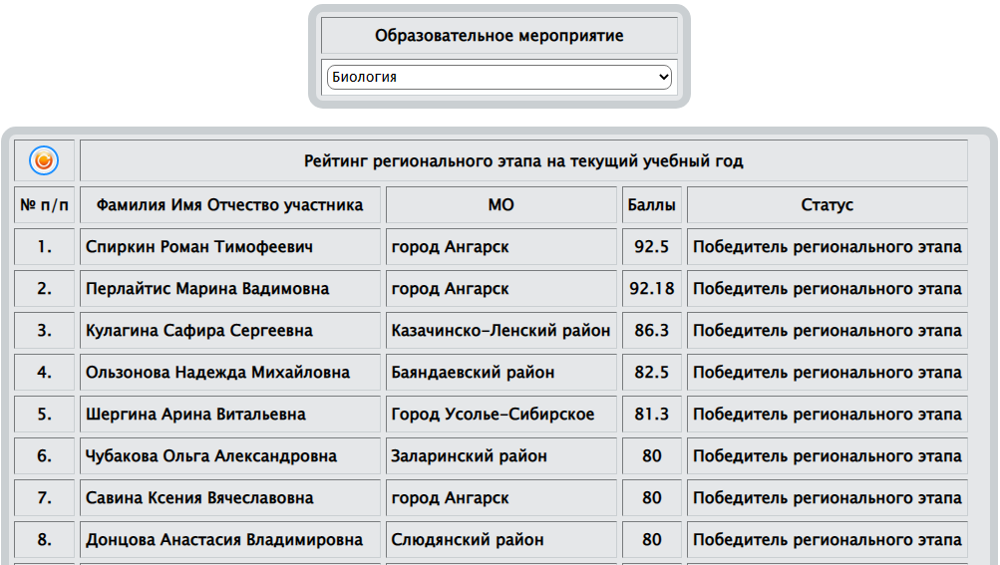 Образовательное мероприятие
Биология
Рейтинг регионального этапа на текущий учебный год
№ п/п Фамилия Имя Отчество участника МО Баллы Статус
1. Спиркин Роман Тимофеевич город Ангарск 92.5 Победитель регионального этапа
2. Перлайтис Марина Вадимовна город Ангарск 92.18 Победитель регионального этапа
3. Кулагина Сафира Сергеевна Казачинско-Ленский район 86.3 Победитель регионального этапа
4. Ользонова Надежда Михайловна Баяндаевский район 82.5 Победитель регионального этапа
5. Шергина Арина Витальевна Город Усолье-Сибирское 81.3 Победитель регионального этапа
6. Чубакова Ольга Александровна Заларинский район 80 Победитель регионального этапа
7. Савина Ксения Вячеславовна город Ангарск 80 Победитель регионального этапа
8. Донцова Анастасия Владимировна Слюдянский район 80 Победитель регионального этапа